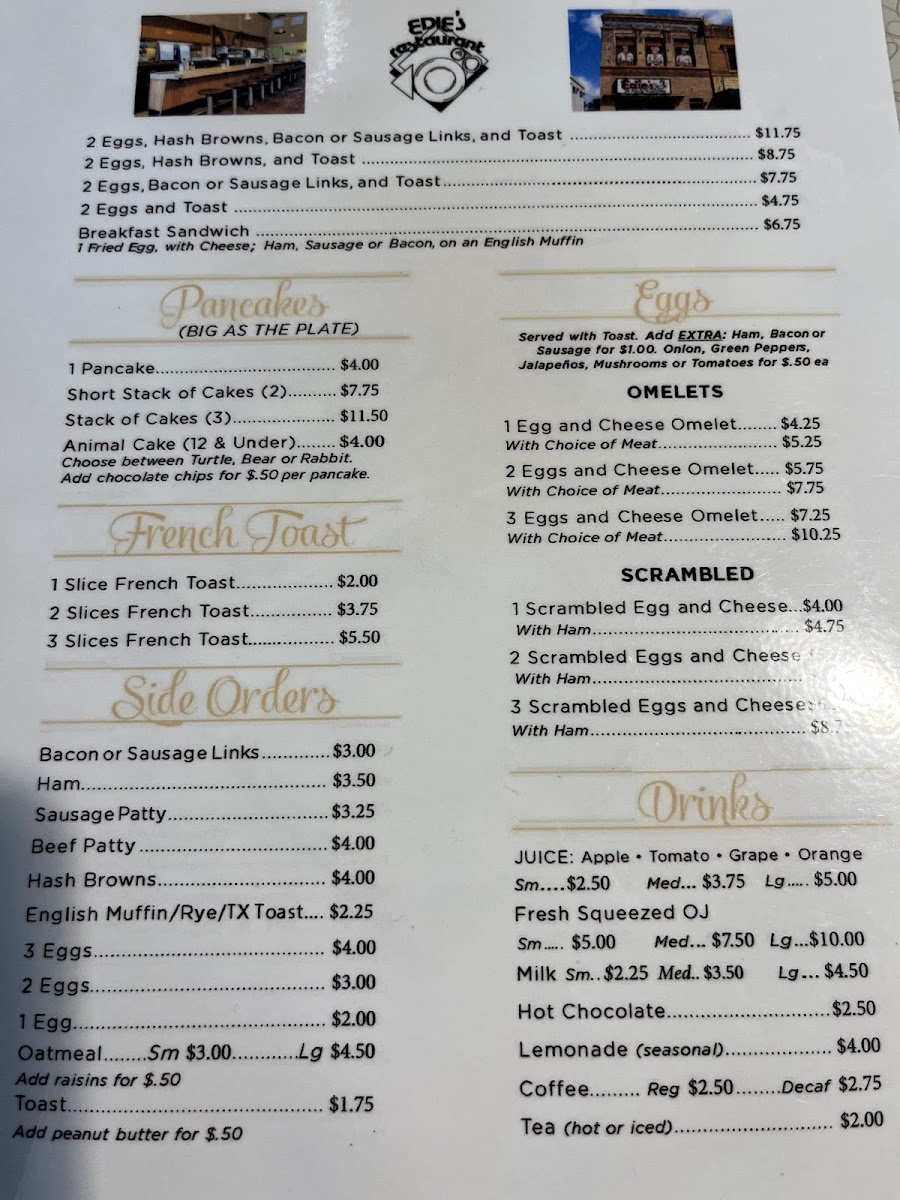 EDIE's
restaurant
Edie's
2 Eggs, Hash Browns, Bacon or Sausage Links, and Toast ........ $11.75
2 Eggs, Hash Browns, and Toast ........ $8.75
2 Eggs, Bacon or Sausage Links, and Toast........ $7.75
2 Eggs and Toast ........ $4.75
Breakfast Sandwich ........ $6.75
1 Fried Egg, with Cheese; Ham, Sausage or Bacon, on an English Muffin
Pancakes
(BIG AS THE PLATE)
1 Pancake........ $4.00
Short Stack of Cakes (2)........ $7.75
Stack of Cakes (3)........ $11.50
Animal Cake (12 & Under)....... $4.00
Choose between Turtle, Bear or Rabbit.
Add chocolate chips for $.50 per pancake.
French Toast
1 Slice French Toast........ $2.00
2 Slices French Toast........ $3.75
3 Slices French Toast........ $5.50
Side Orders
Bacon or Sausage Links........ $3.00
Ham........ $3.50
Sausage Patty........ $3.25
Beef Patty ........ $4.00
Hash Browns........ $4.00
English Muffin/Rye/TX Toast.... $2.25
3 Eggs........ $4.00
2 Eggs........ $3.00
1 Egg........ $2.00
Oatmeal........Sm $3.00............Lg $4.50
Add raisins for $.50
Toast........ $1.75
Add peanut butter for $.50
Eggs
Served with Toast. Add EXTRA: Ham, Bacon or
Sausage for $1.00. Onion, Green Peppers,
Jalapeños, Mushrooms or Tomatoes for $.50 ea
OMELETS
1 Egg and Cheese Omelet........ $4.25
With Choice of Meat........ $5.25
2 Eggs and Cheese Omelet..... $5.75
With Choice of Meat........ $7.75
3 Eggs and Cheese Omelet..... $7.25
With Choice of Meat........ $10.25
SCRAMBLED
1 Scrambled Egg and Cheese...$4.00
With Ham........ $4.75
2 Scrambled Eggs and Cheese
With Ham........
3 Scrambled Eggs and Cheese
With Ham........ $8.75
Drinks
JUICE: Apple • Tomato • Grape • Orange
Sm....$2.50 Med... $3.75 Lg..... $5.00
Fresh Squeezed OJ
Sm..... $5.00 Med... $7.50 Lg...$10.00
Milk Sm.. $2.25 Med.. $3.50 Lg... $4.50
Hot Chocolate........$2.50
Lemonade (seasonal)........ $4.00
Coffee......... Reg $2.50........Decaf $2.75
Tea (hot or iced)........ $2.00